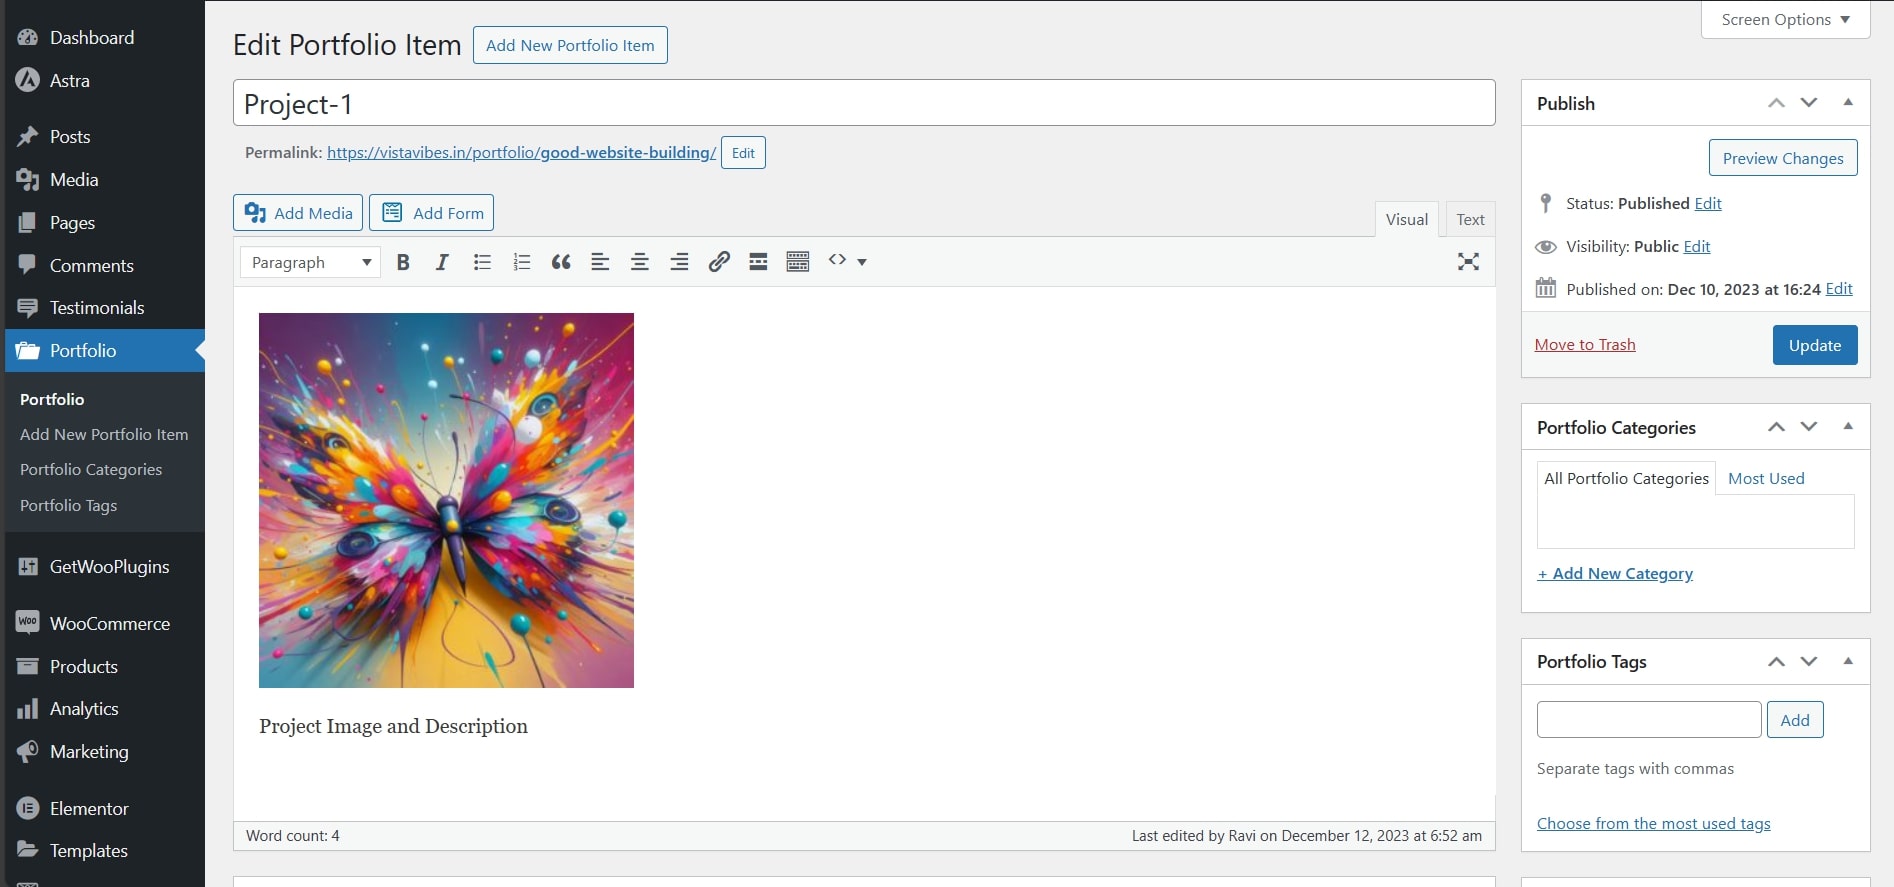 Dashboard
Astra
Posts
Media
Pages
Comments
Testimonials
Portfolio
Portfolio
Add New Portfolio Item
Portfolio Categories
Portfolio Tags
GetWooPlugins
Woo WooCommerce
Products
Analytics
Marketing
Elementor
Templates
Screen Options
Edit Portfolio Item Add New Portfolio Item
Project-1
Permalink: https://vistavibes.in/portfolio/good-website-building/ Edit
Add Media Add Form
Visual Text
Paragraph B I
Project Image and Description
Word count: 4 Last edited by Ravi on December 12, 2023 at 6:52 am
Publish
Preview Changes
Status: Published Edit
Visibility: Public Edit
Published on: Dec 10, 2023 at 16:24 Edit
Move to Trash Update
Portfolio Categories
All Portfolio Categories Most Used
+ Add New Category
Portfolio Tags
Add
Separate tags with commas
Choose from the most used tags